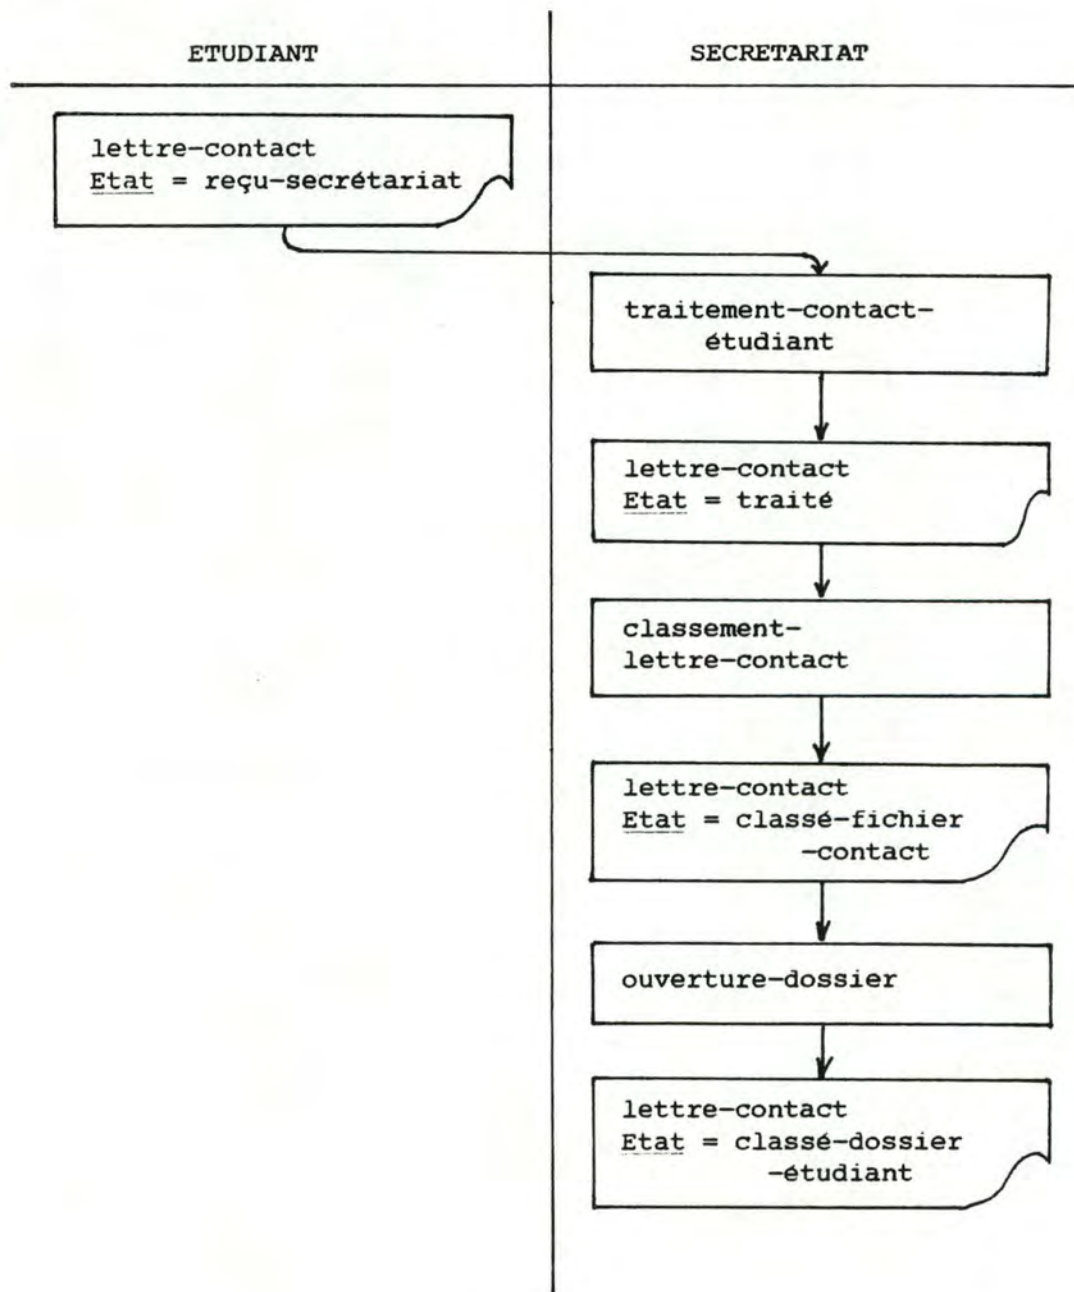 ETUDIANT
SECRETARIAT
lettre-contact
Etat = reçu-secrétariat
traitement-contact-
étudiant
lettre-contact
Etat = traité
classement-
lettre-contact
lettre-contact
Etat = classé-fichier
-contact
ouverture-dossier
lettre-contact
Etat = classé-dossier
-étudiant